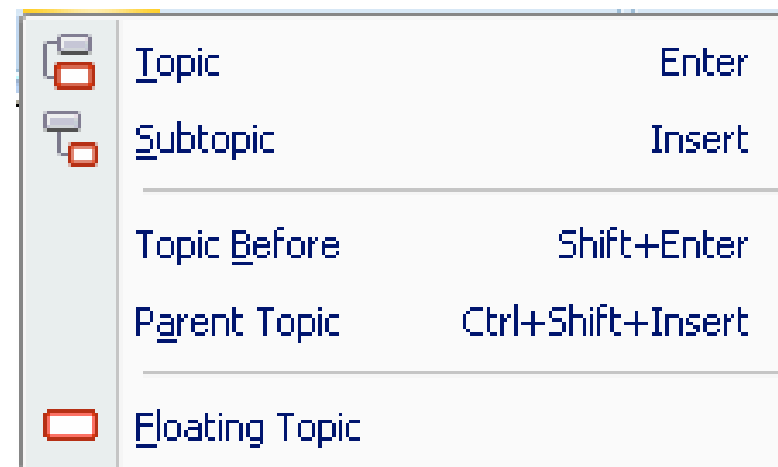 Topic Enter
Subtopic Insert
Topic Before Shift+Enter
Parent Topic Ctrl+Shift+Insert
Floating Topic